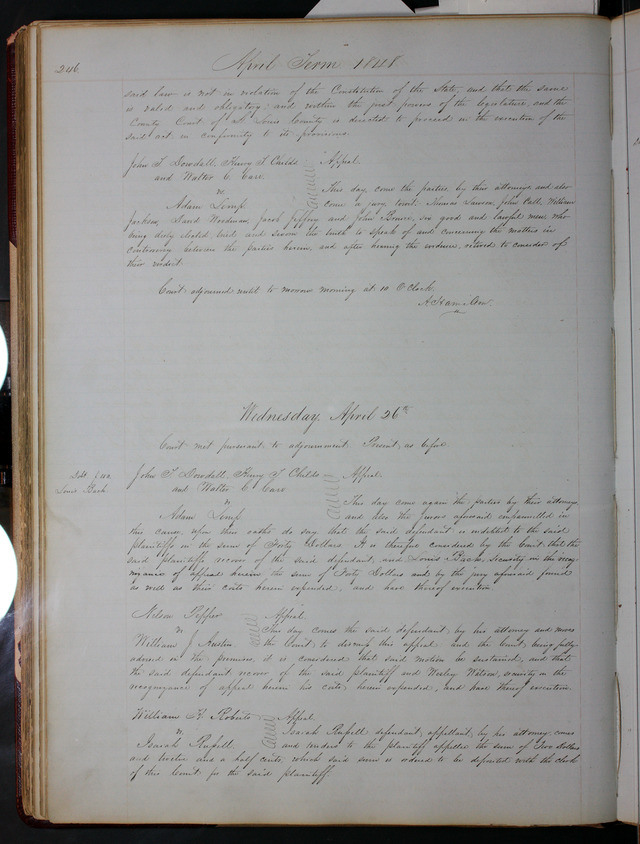 246 April Term 1848
said law is not in violation of the Constitution of the State, and that the same
is valid and obligatory, and within the just powers of the legislature, and the
County Court of St Louis County is directed to proceed in the execution of the
said act in conformity to its provisions.
John T. Dowdall, Henry T. Childs Appeal.
and Walter C. Carr.
vs This day come the parties by their attorneys and also
Adam Lemp come a jury, to wit, Thomas Lawson, John Ball, William
Jackson, David Woodman, Jacob Jeffrey and John Bruce, six good and lawful men who
being duly elected tried and sworn the truth to speak of and concerning the matters in
controversy between the parties herein, and after hearing the evidence, retired to consider of
their verdict.
Court adjourned until to morrow morning at 10 O'Clock.
A Hamilton.
Wednesday, April 26th
Court met pursuant to adjournment. Present, as before.
Debt $40.
Louis Bach
John T. Dowdall, Henry T. Childs Appeal.
and Walter C. Carr
vs This day come again the parties by their attorneys
Adam Lemp and also the jurors aforesaid empannelled in
this cause, upon their oaths do say that the said defendant is indebted to the said
plaintiffs in the sum of Forty Dollars. It is therefore considered by the Court that the
said plaintiffs recover of the said defendant, and Louis Bach, security in the recog-
nizance of appeal herein, the sum of Forty Dollars and by the jury aforesaid found
as well as their costs herein expended, and have thereof execution.
Nelson Pepper Appeal.
vs This day comes the said defendant, by his attorney and moves
William J Austin the Court to dismiss this appeal, and the Court being fully
advised in the premises, it is considered that said motion be sustained, and that
the said defendant recover of the said plaintiff and Wesley Watson, security in the
recognizance of appeal herein his costs herein expended, and have thereof execution.
William R. Roberts Appeal
vs Isaiah Rufsell defendant, appellant, by his attorney comes
Isaiah Rufsell. and tenders to the plaintiff appellee the sum of Two dollars
and twelve and a half cents, which said sum is ordered to be deposited with the clerk
of this Court for the said plaintiff.